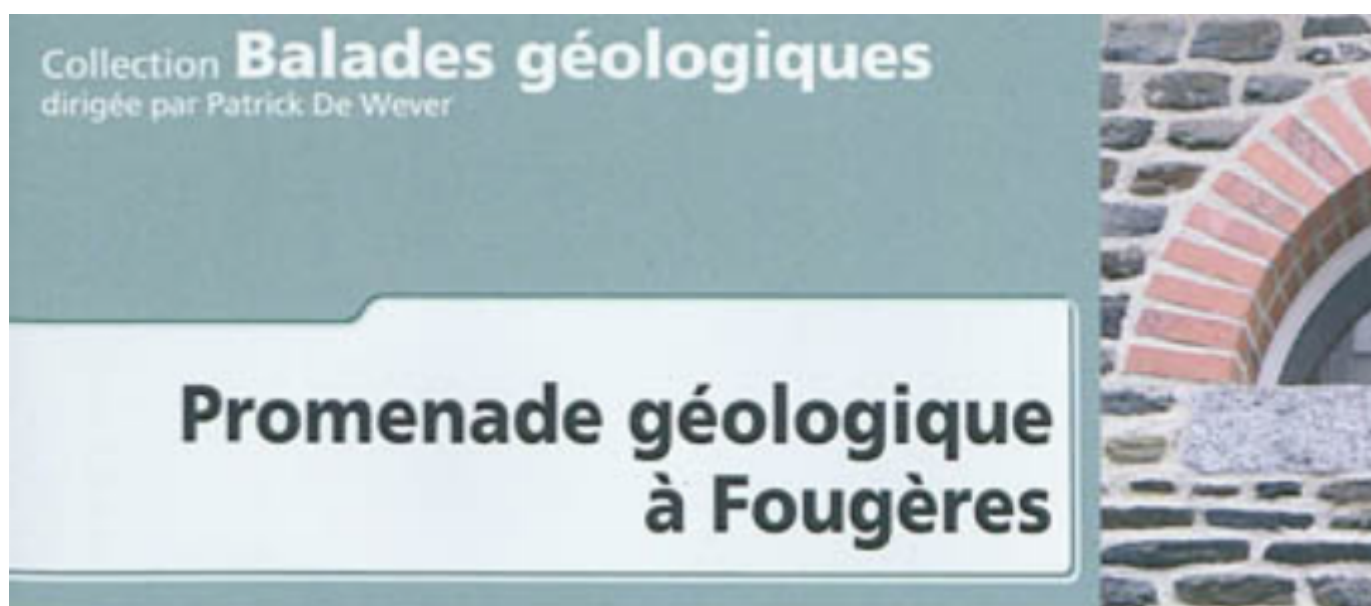 Collection Balades géologiques
dirigée par Patrick De Wever
Promenade géologique
à Fougères